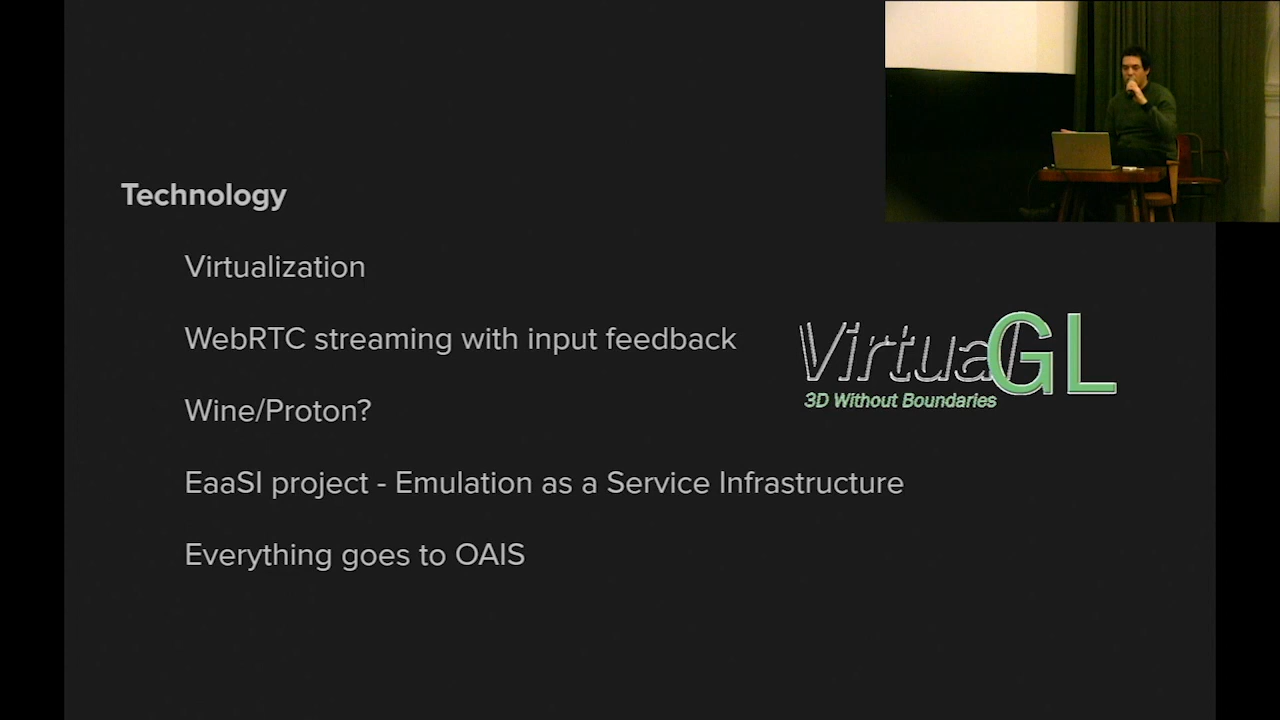 Technology
Virtualization
WebRTC streaming with input feedback
VirtualGL
3D Without Boundaries
Wine/Proton?
EaaSI project - Emulation as a Service Infrastructure
Everything goes to OAIS